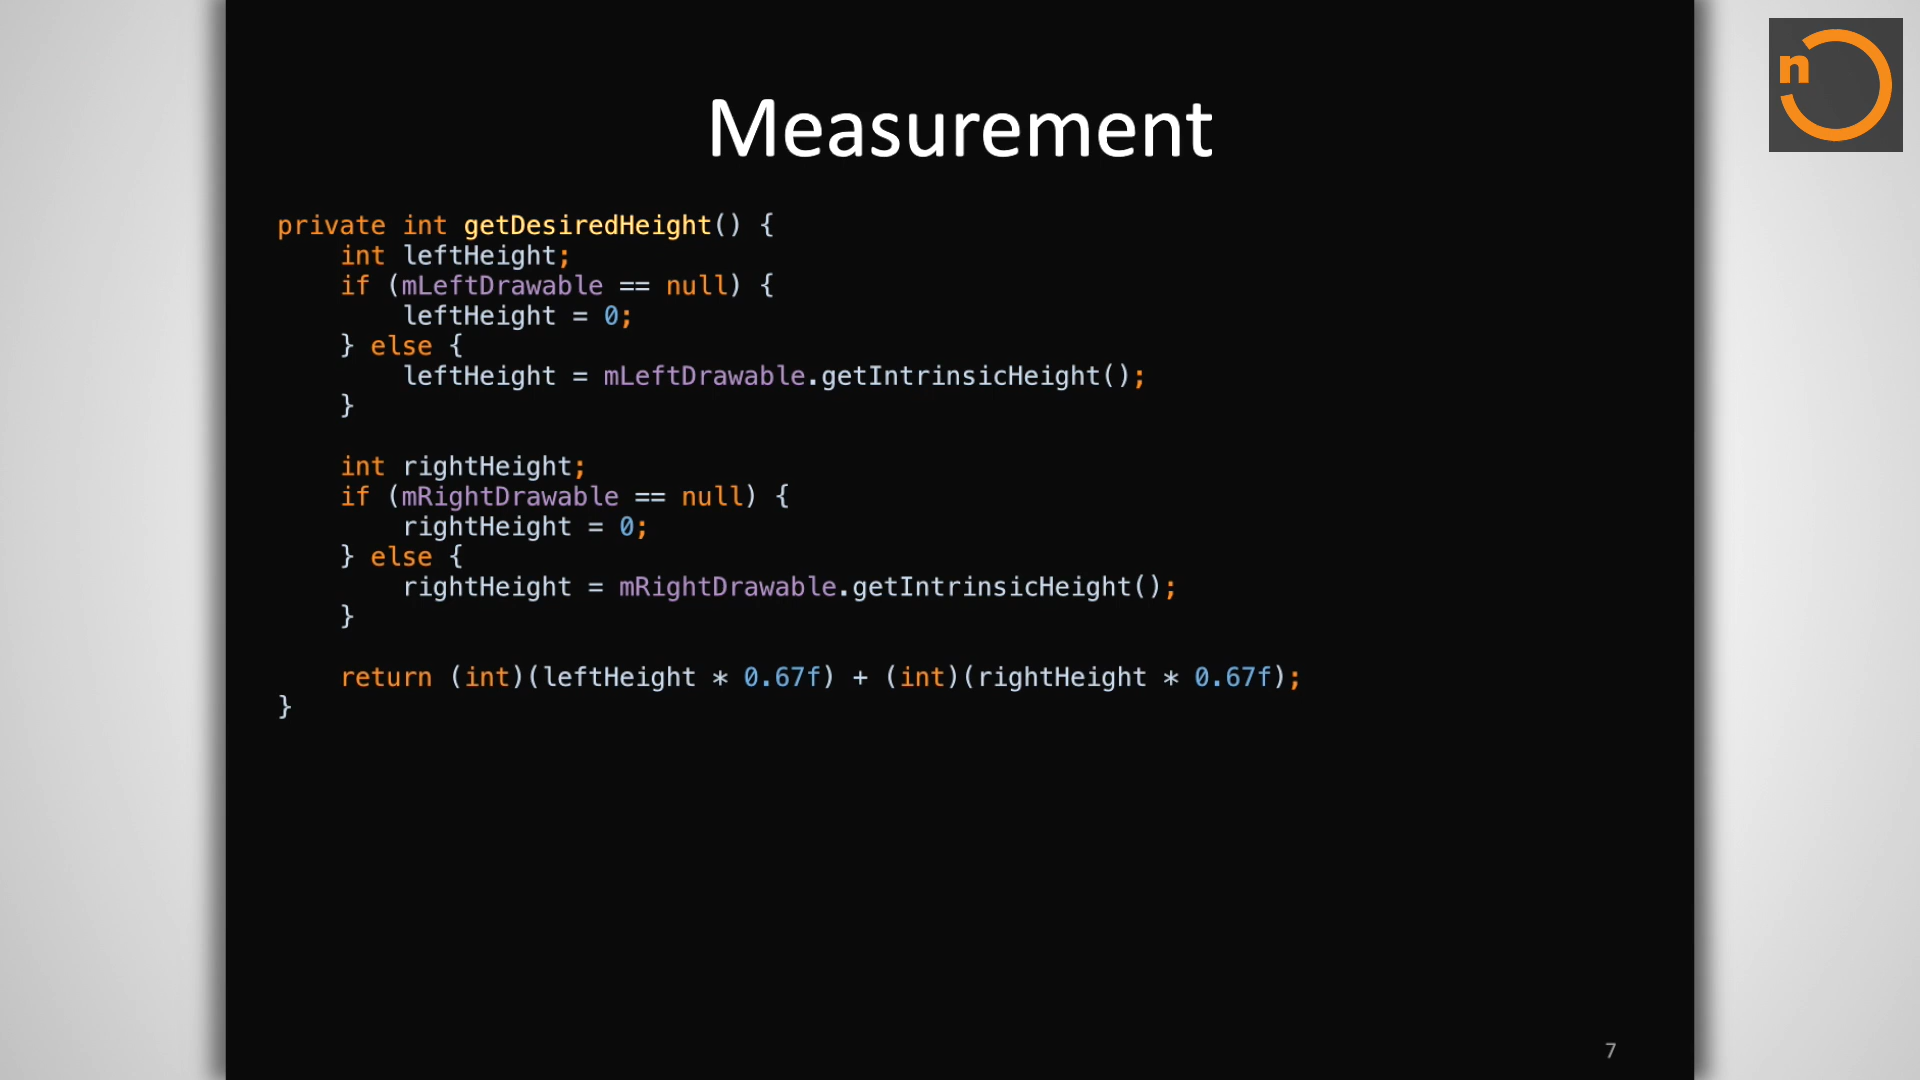 n
Measurement
private int getDesiredHeight() {
    int leftHeight;
    if (mLeftDrawable == null) {
        leftHeight = 0;
    } else {
        leftHeight = mLeftDrawable.getIntrinsicHeight();
    }

    int rightHeight;
    if (mRightDrawable == null) {
        rightHeight = 0;
    } else {
        rightHeight = mRightDrawable.getIntrinsicHeight();
    }

    return (int)(leftHeight * 0.67f) + (int)(rightHeight * 0.67f);
}
7